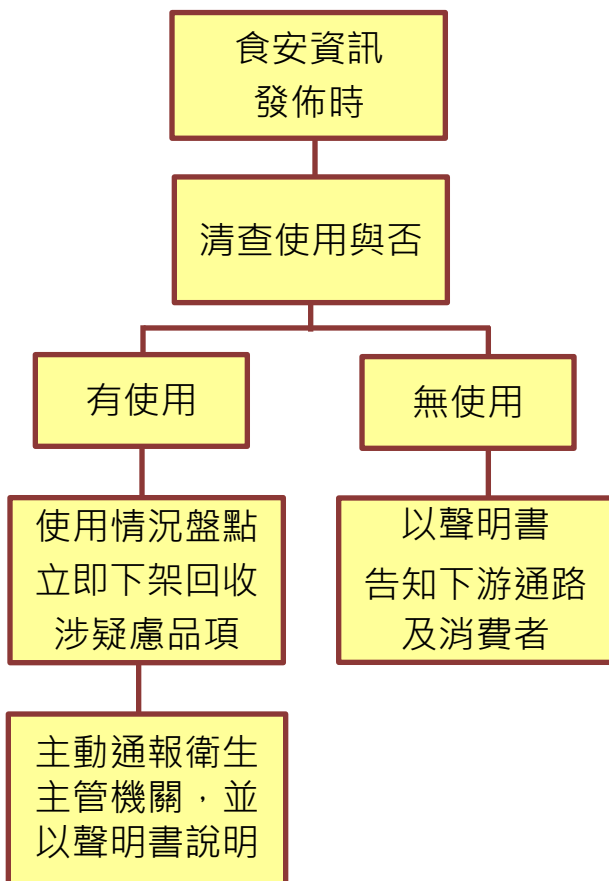 食安資訊
發佈時
清查使用與否
有使用
無使用
使用情況盤點
立即下架回收
涉疑慮品項
以聲明書
告知下游通路
及消費者
主動通報衛生
主管機關，並
以聲明書說明